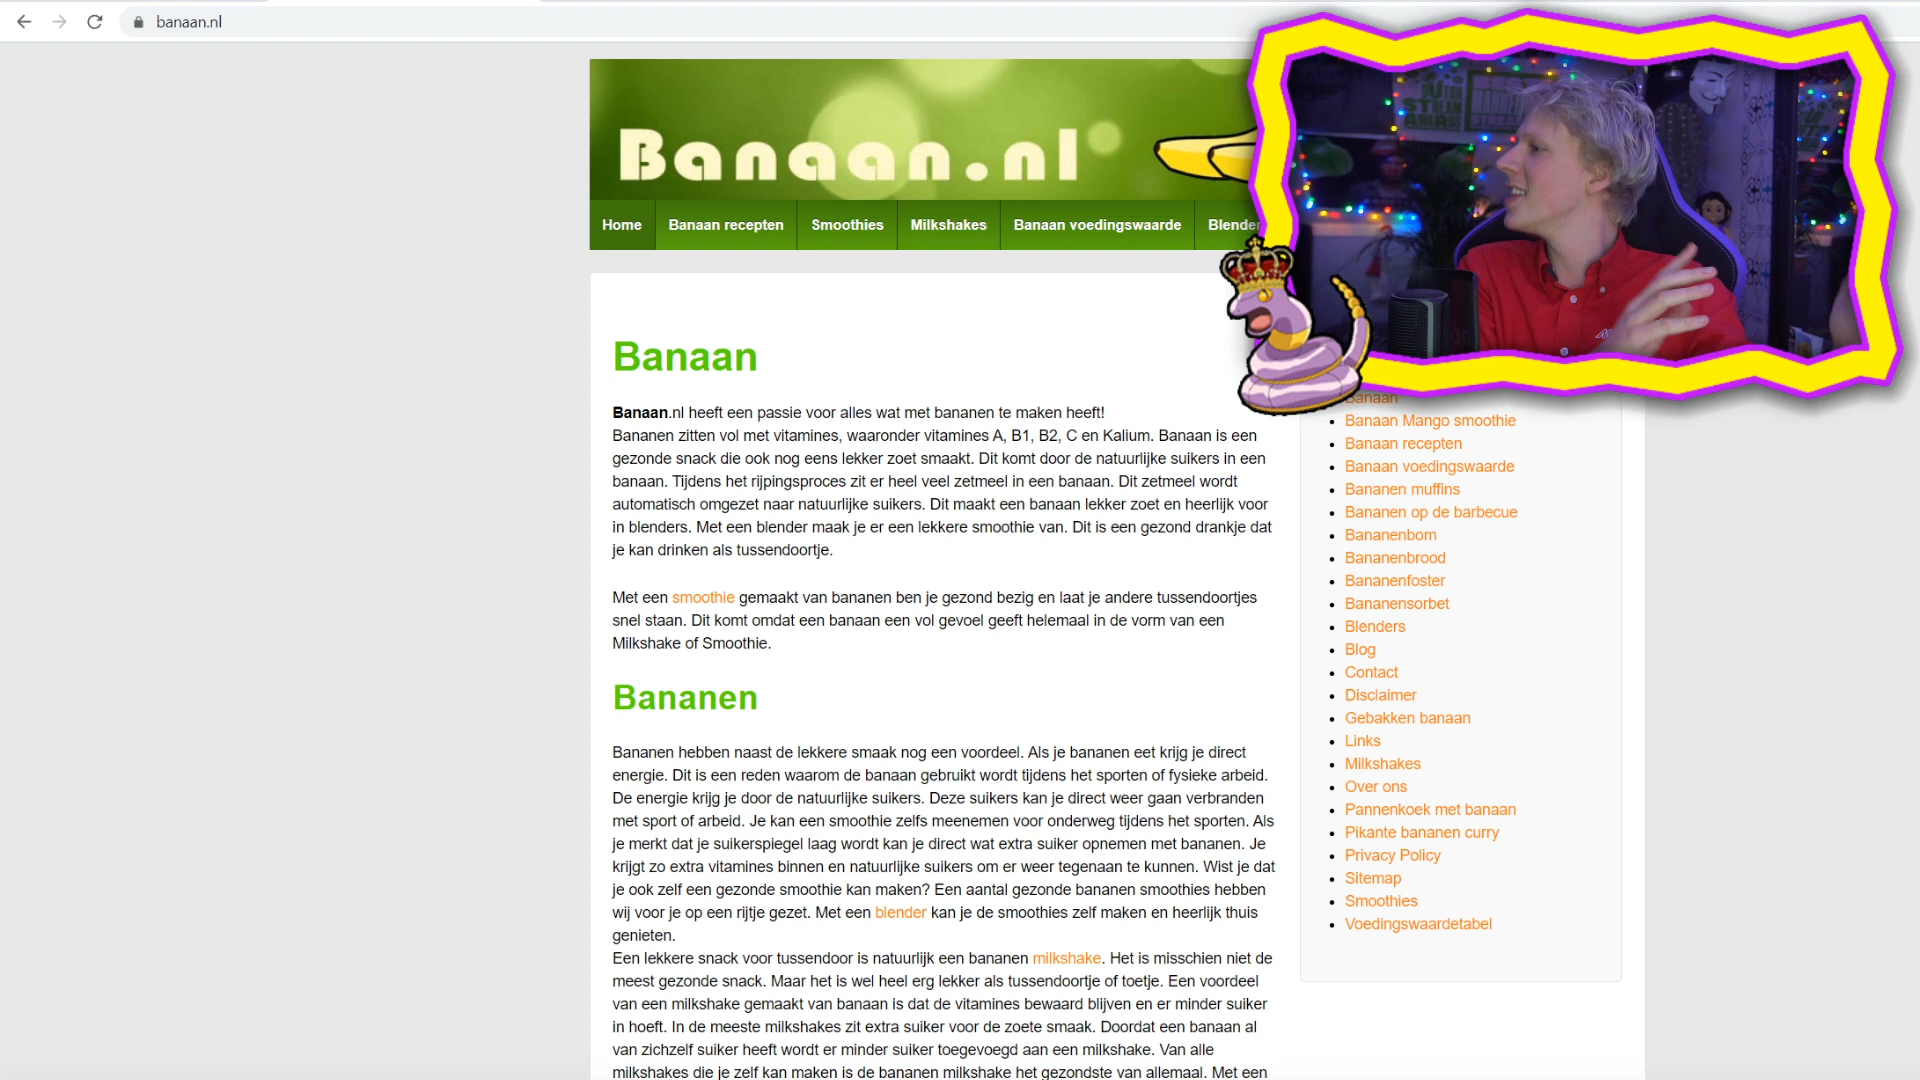 banaan.nl
Banaan.nl
Home
Banaan recepten
Smoothies
Milkshakes
Banaan voedingswaarde
Blender
Banaan
Banaan.nl heeft een passie voor alles wat met bananen te maken heeft!
Bananen zitten vol met vitamines, waaronder vitamines A, B1, B2, C en Kalium. Banaan is een
gezonde snack die ook nog eens lekker zoet smaakt. Dit komt door de natuurlijke suikers in een
banaan. Tijdens het rijpingsproces zit er heel veel zetmeel in een banaan. Dit zetmeel wordt
automatisch omgezet naar natuurlijke suikers. Dit maakt een banaan lekker zoet en heerlijk voor
in blenders. Met een blender maak je er een lekkere smoothie van. Dit is een gezond drankje dat
je kan drinken als tussendoortje.
Met een smoothie gemaakt van bananen ben je gezond bezig en laat je andere tussendoortjes
snel staan. Dit komt omdat een banaan een vol gevoel geeft helemaal in de vorm van een
Milkshake of Smoothie.
Bananen
Bananen hebben naast de lekkere smaak nog een voordeel. Als je bananen eet krijg je direct
energie. Dit is een reden waarom de banaan gebruikt wordt tijdens het sporten of fysieke arbeid.
De energie krijg je door de natuurlijke suikers. Deze suikers kan je direct weer gaan verbranden
met sport of arbeid. Je kan een smoothie zelfs meenemen voor onderweg tijdens het sporten. Als
je merkt dat je suikerspiegel laag wordt kan je direct wat extra suiker opnemen met bananen. Je
krijgt zo extra vitamines binnen en natuurlijke suikers om er weer tegenaan te kunnen. Wist je dat
je ook zelf een gezonde smoothie kan maken? Een aantal gezonde bananen smoothies hebben
wij voor je op een rijtje gezet. Met een blender kan je de smoothies zelf maken en heerlijk thuis
genieten.
Een lekkere snack voor tussendoor is natuurlijk een bananen milkshake. Het is misschien niet de
meest gezonde snack. Maar het is wel heel erg lekker als tussendoortje of toetje. Een voordeel
van een milkshake gemaakt van banaan is dat de vitamines bewaard blijven en er minder suiker
in hoeft. In de meeste milkshakes zit extra suiker voor de zoete smaak. Doordat een banaan al
van zichzelf suiker heeft wordt er minder suiker toegevoegd aan een milkshake. Van alle
milkshakes die je zelf kan maken is de bananen milkshake het gezondste van allemaal. Met een
Banaan
Banaan Mango smoothie
Banaan recepten
Banaan voedingswaarde
Bananen muffins
Bananen op de barbecue
Bananenbom
Bananenbrood
Bananenfoster
Bananensorbet
Blenders
Blog
Contact
Disclaimer
Gebakken banaan
Links
Milkshakes
Over ons
Pannenkoek met banaan
Pikante bananen curry
Privacy Policy
Sitemap
Smoothies
Voedingswaardetabel